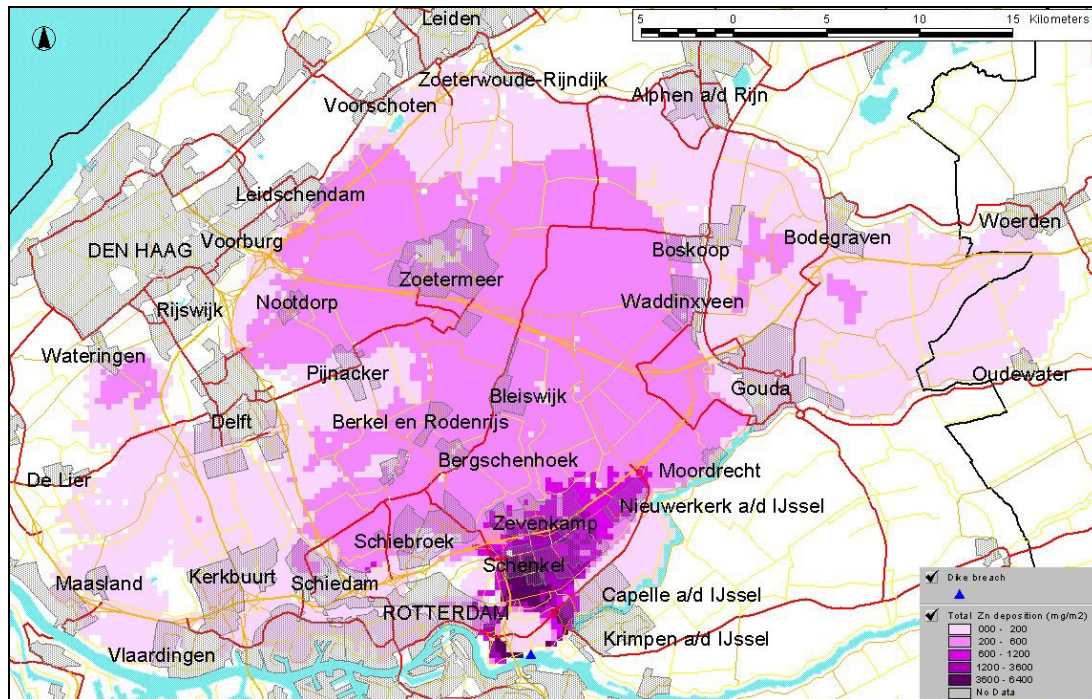 Leiden
5 0 5 10 15 Kilometers
Zoeterwoude-Rijndijk
Voorschoten
Alphen a/d Rijn
Leidschendam
Woerden
Voorburg
DEN HAAG
Boskoop
Bodegraven
Zoetermeer
Nootdorp
Waddinxveen
Rijswijk
Wateringen
Pijnacker
Gouda
Oudewater
Bleiswijk
Delft
Berkel en Rodenrijs
Bergschenhoek
De Lier
Moordrecht
Nieuwerkerk a/d IJssel
Zevenkamp
Schiebroek
Schenkel
Maasland
Kerkbuurt
Schiedam
Capelle a/d IJssel
ROTTERDAM
Krimpen a/d IJssel
Vlaardingen
Dike breach
Total Zn deposition (mg/m2)
000 - 200
200 - 600
600 - 1200
1200 - 3600
3600 - 6400
No Data